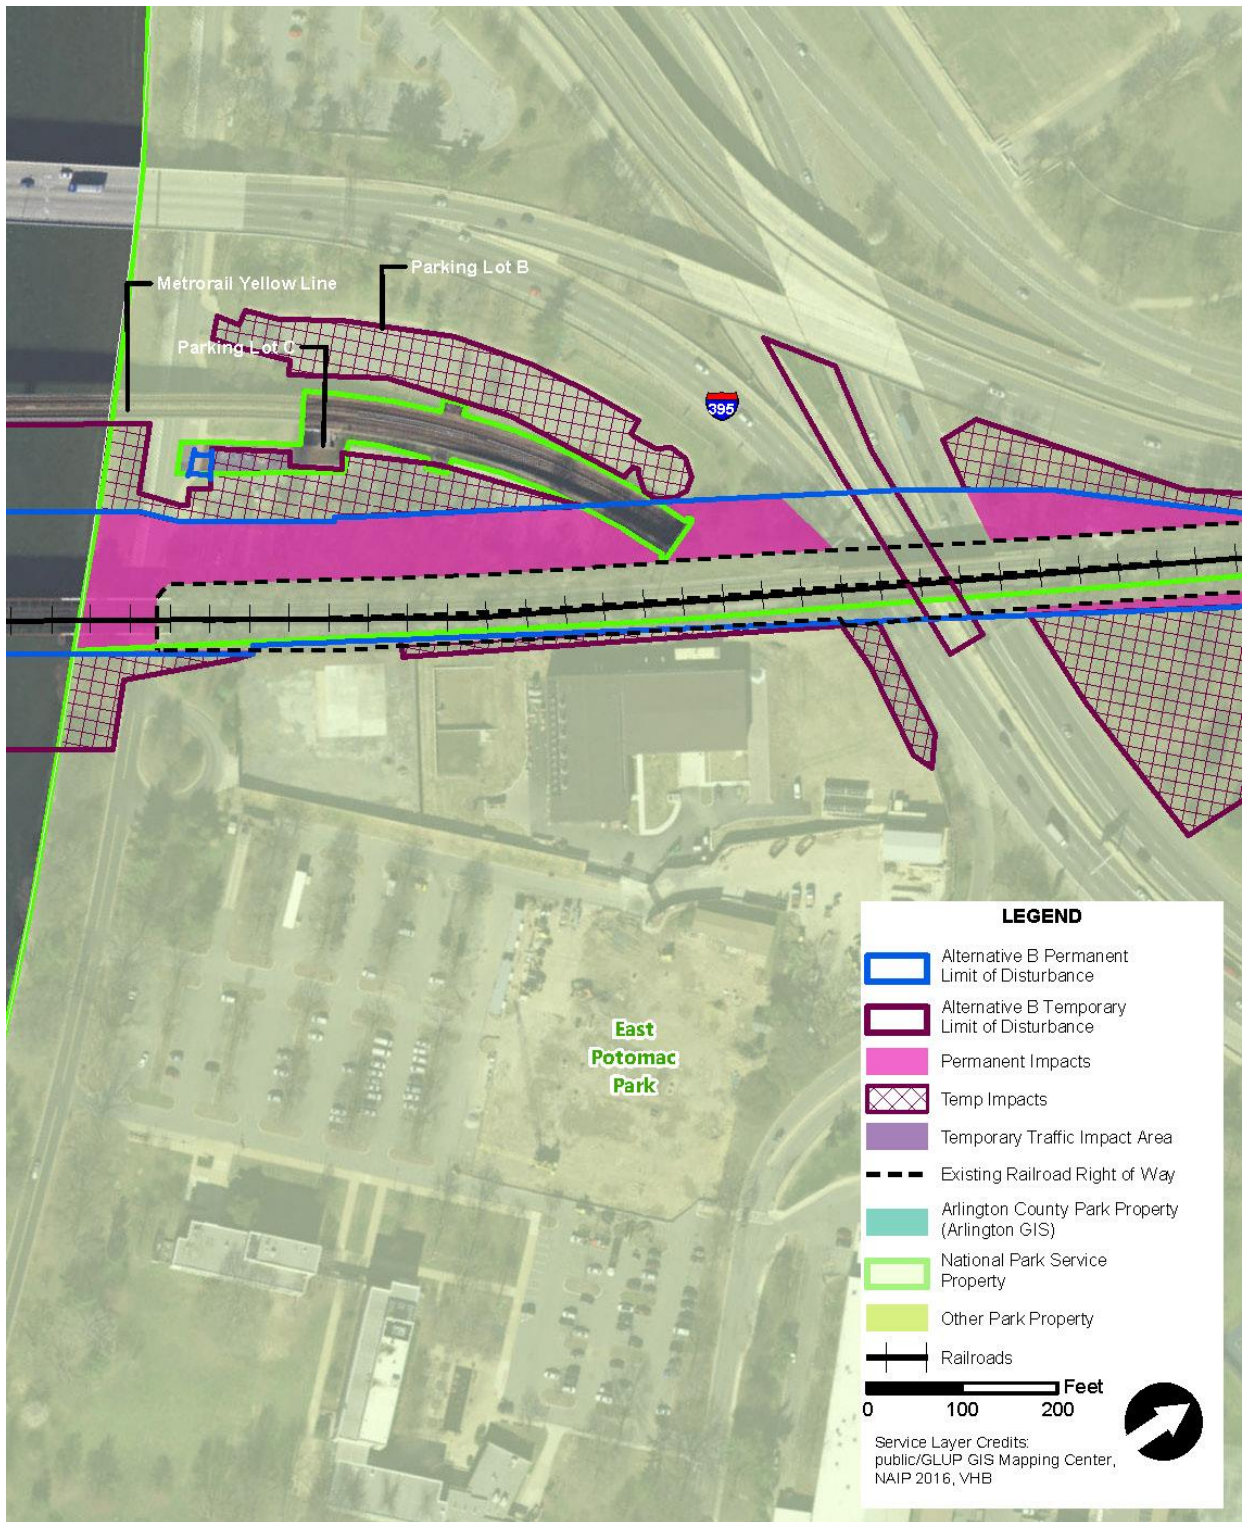 Parking Lot B
Metrorail Yellow Line
Parking Lot C
395
East
Potomac
Park
LEGEND
Alternative B Permanent
Limit of Disturbance
Alternative B Temporary
Limit of Disturbance
Permanent Impacts
Temp Impacts
Temporary Traffic Impact Area
Existing Railroad Right of Way
Arlington County Park Property
(Arlington GIS)
National Park Service
Property
Other Park Property
Railroads
Feet
0 100 200
Service Layer Credits:
public/GLUP GIS Mapping Center,
NAIP 2016, VHB